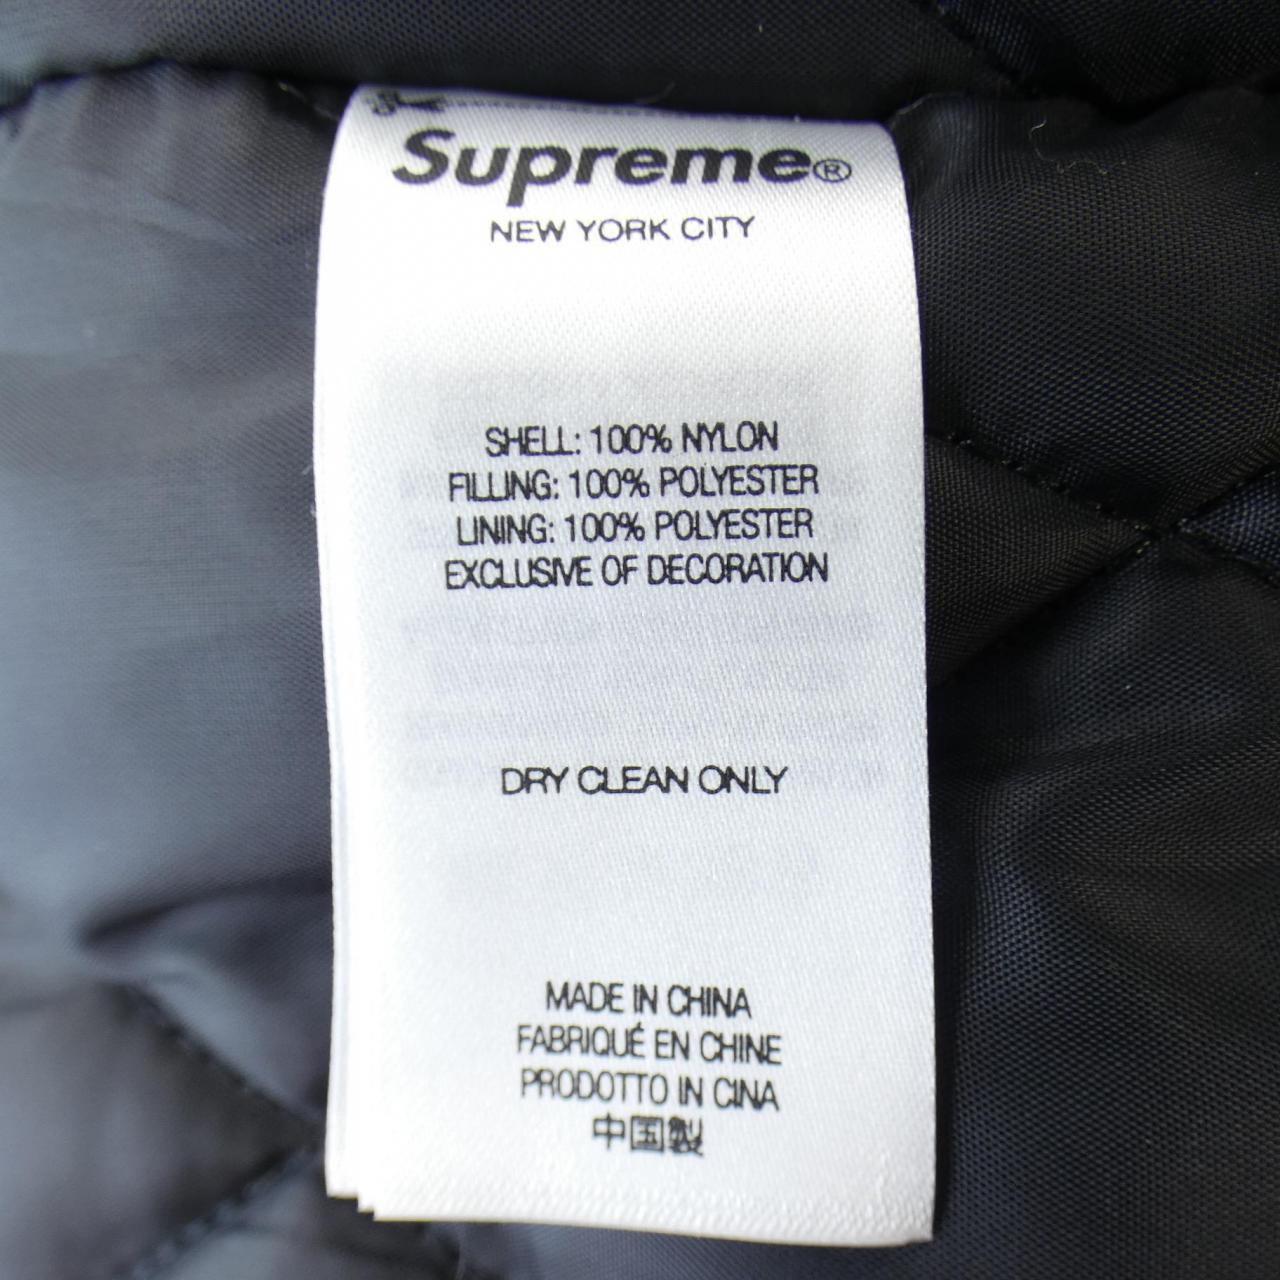 Supreme®
NEW YORK CITY
SHELL: 100% NYLON
FILLING: 100% POLYESTER
LINING: 100% POLYESTER
EXCLUSIVE OF DECORATION
DRY CLEAN ONLY
MADE IN CHINA
FABRIQUÉ EN CHINE
PRODOTTO IN CINA
中国製